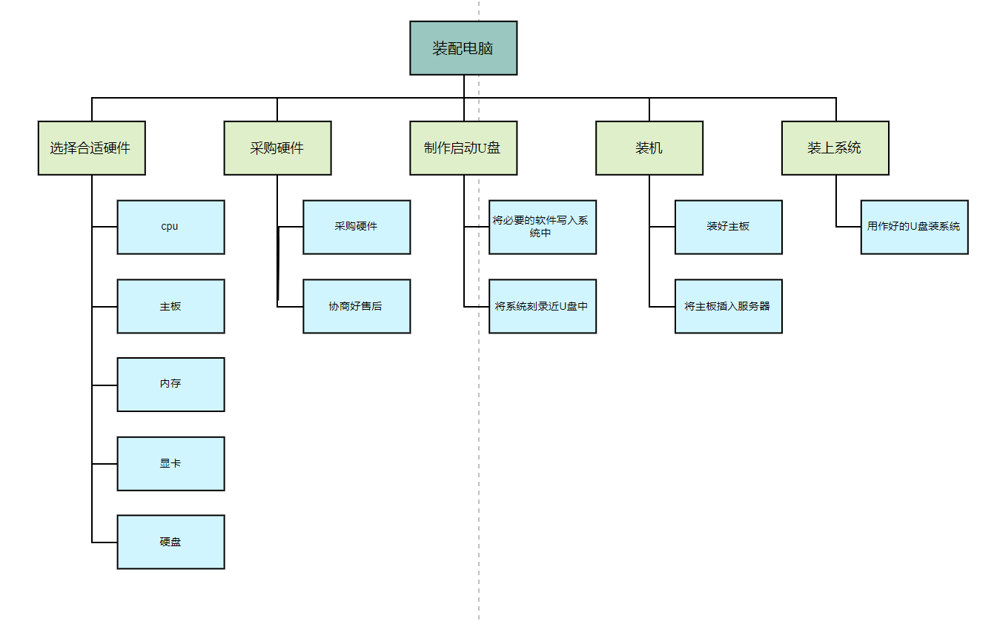 装配电脑
选择合适硬件
采购硬件
制作启动U盘
装机
装上系统
cpu
采购硬件
将必要的软件写入系
统中
装好主板
用作好的U盘装系统
主板
协商好售后
将系统刻录近U盘中
将主板插入服务器
内存
显卡
硬盘